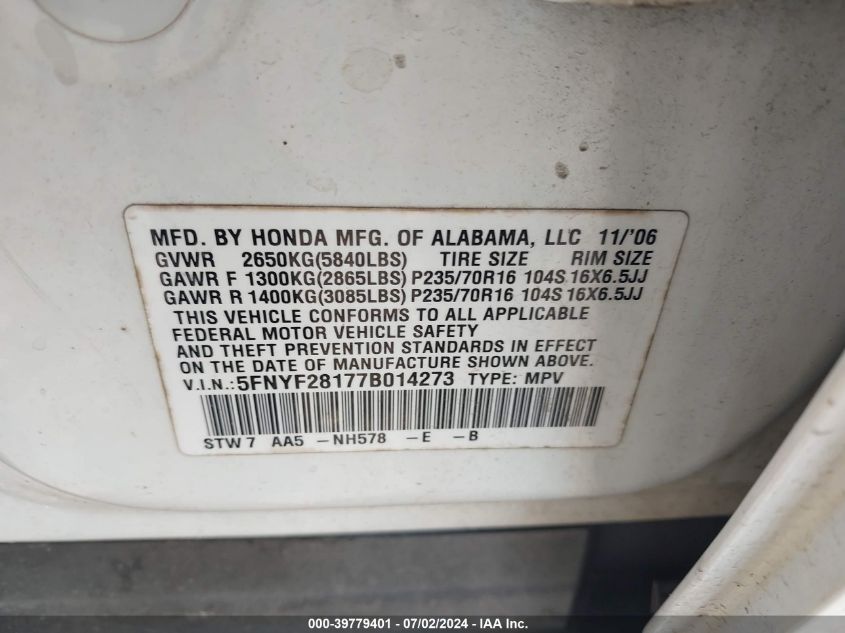 MFD. BY HONDA MFG. OF ALABAMA, LLC 11/'06
GVWR 2650KG(5840LBS) TIRE SIZE RIM SIZE
GAWR F 1300KG(2865LBS) P235/70R16 104S 16X6.5JJ
GAWR R 1400KG(3085LBS) P235/70R16 104S 16X6.5JJ
THIS VEHICLE CONFORMS TO ALL APPLICABLE
FEDERAL MOTOR VEHICLE SAFETY
AND THEFT PREVENTION STANDARDS IN EFFECT
ON THE DATE OF MANUFACTURE SHOWN ABOVE.
V.I.N.:5FNYF28177B014273 TYPE: MPV
STW7 AA5 -NH578 -E -B
000-39779401 - 07/02/2024 - IAA Inc.